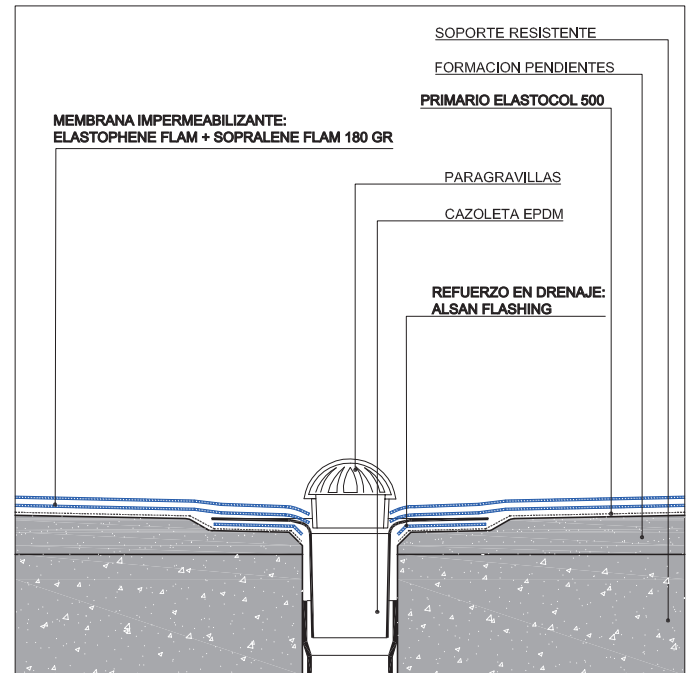 SOPORTE RESISTENTE
FORMACION PENDIENTES
PRIMARIO ELASTOCOL 500
MEMBRANA IMPERMEABILIZANTE:
ELASTOPHENE FLAM + SOPRALENE FLAM 180 GR
PARAGRAVILLAS
CAZOLETA EPDM
REFUERZO EN DRENAJE:
ALSAN FLASHING